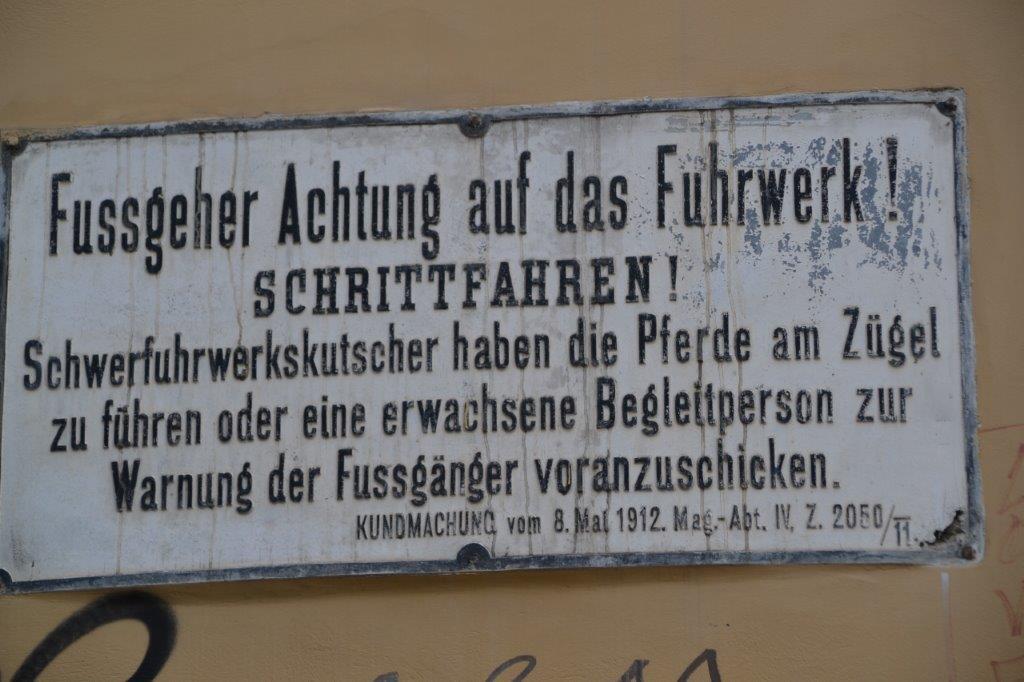 Fussgeher Achtung auf das Fuhrwerk!
SCHRITTFAHREN!
Schwerfuhrwerkskutscher haben die Pferde am Zügel
zu führen oder eine erwachsene Begleitperson zur
Warnung der Fussgänger voranzuschicken.
KUNDMACHUNG vom 8. Mai 1912. Mag.-Abt. IV, Z. 2050/11.